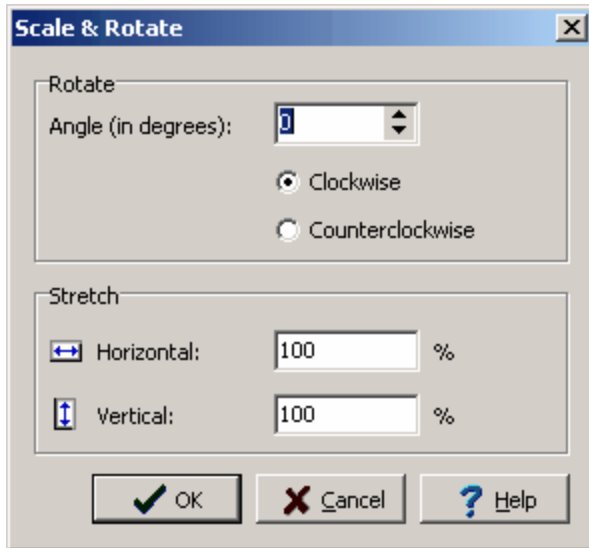 Scale & Rotate
Rotate
Angle (in degrees): 0
Clockwise
Counterclockwise
Stretch
Horizontal: 100 %
Vertical: 100 %
OK Cancel ? Help